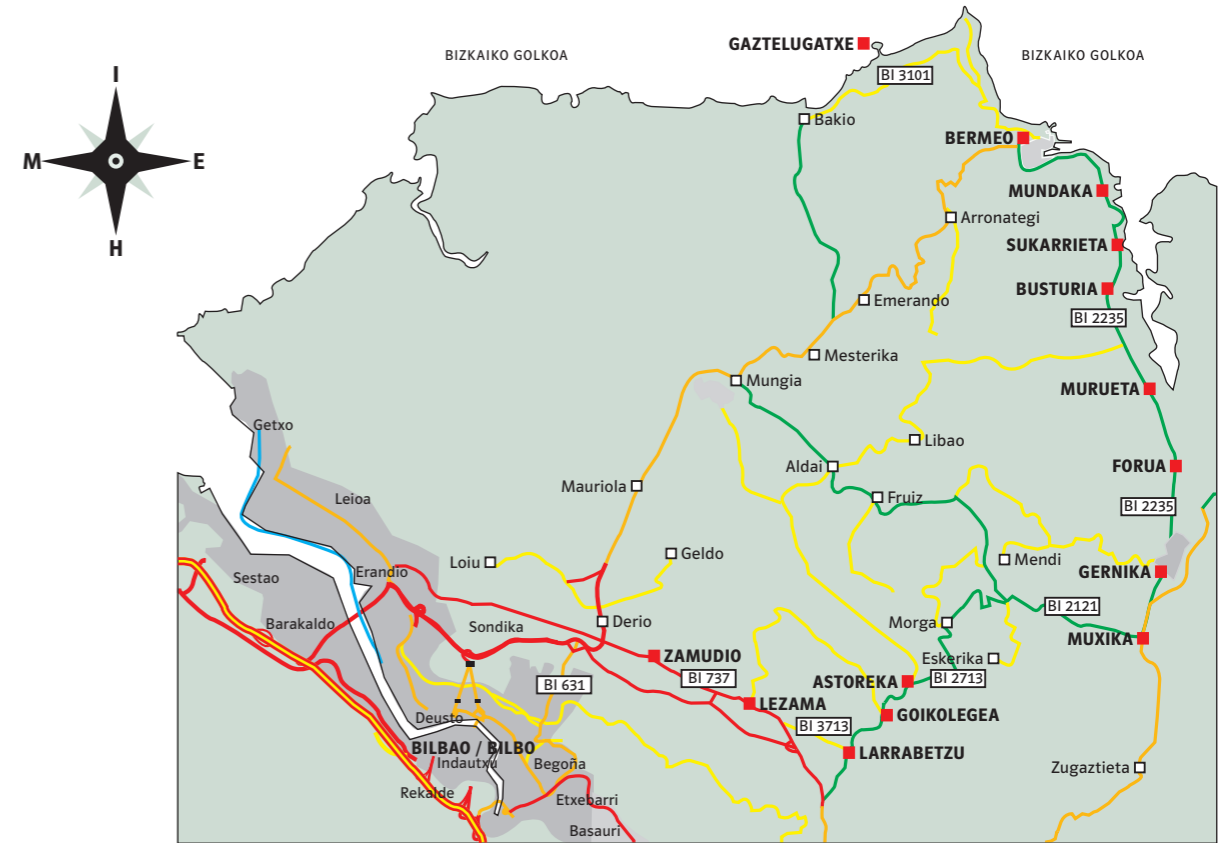 BIZKAIKO GOLKOA
GAZTELUGATXE
BIZKAIKO GOLKOA
BI 3101
I
M
E
H
Bakio
BERMEO
MUNDAKA
Arronategi
SUKARRIETA
BUSTURIA
Emerando
BI 2235
Mesterika
Mungia
MURUETA
Getxo
Libao
Aldai
FORUA
Leioa
Mauriola
Fruiz
BI 2235
Loiu
Geldo
Mendi
Sestao
Erandio
GERNIKA
BI 2121
Barakaldo
Sondika
Derio
Morga
MUXIKA
ZAMUDIO
Eskerika
BI 631
BI 737
ASTOREKA
BI 2713
LEZAMA
Deusto
GOIKOLEGEA
BI 3713
BILBAO / BILBO
LARRABETZU
Indautxu
Begoña
Zugaztieta
Rekalde
Etxebarri
Basauri